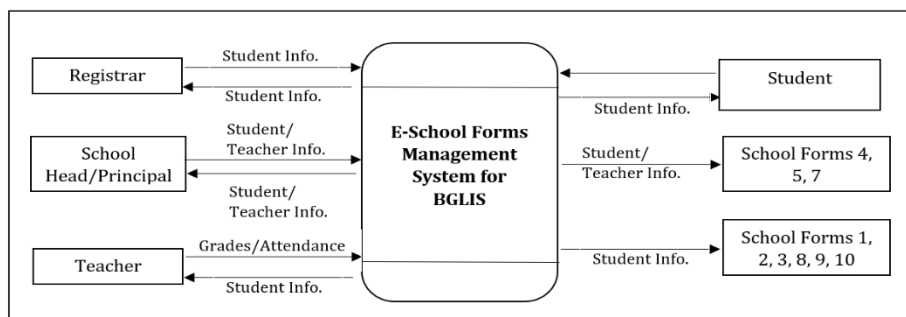 Registrar
Student Info.
Student Info.
School
Head/Principal
Student/
Teacher Info.
Student/
Teacher Info.
Teacher
Grades/Attendance
Student Info.
E-School Forms
Management
System for
BGLIS
Student
Student Info.
Student/
Teacher Info.
School Forms 4,
5, 7
Student Info.
School Forms 1,
2, 3, 8, 9, 10